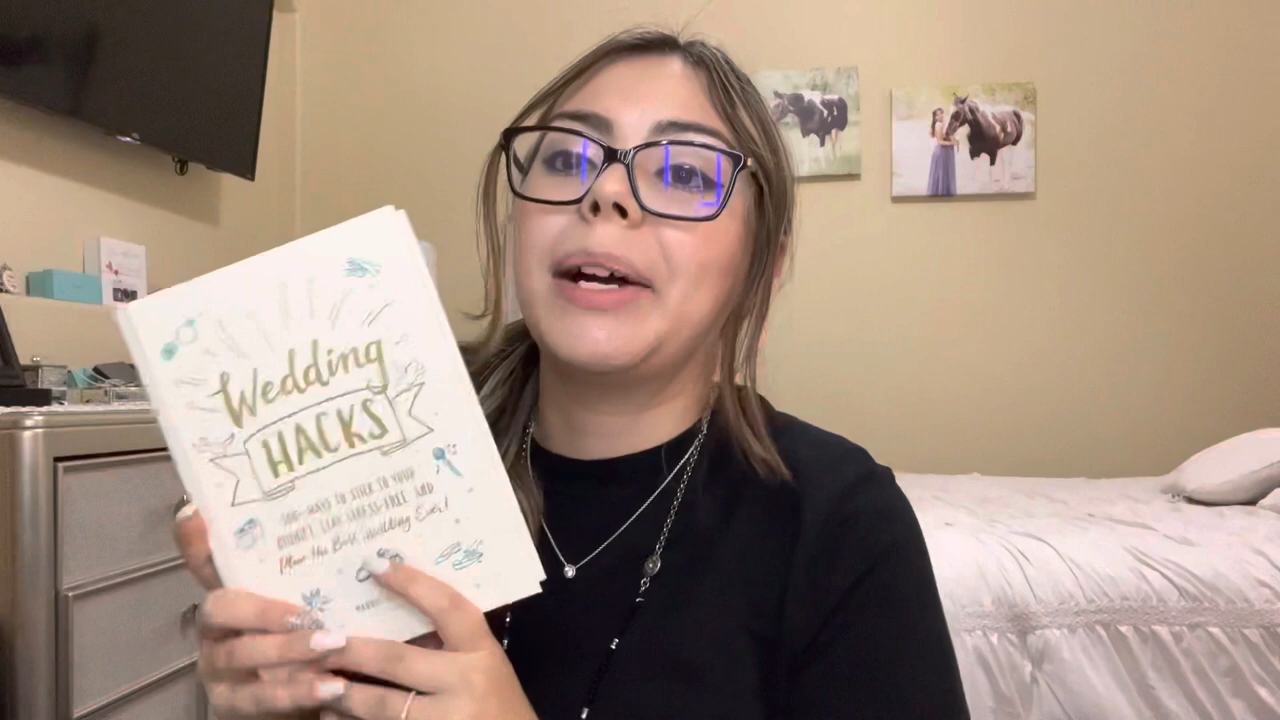 Wedding
HACKS
500+ WAYS TO STICK TO YOUR
BUDGET, STAY STRESS-FREE, AND
Plan the Best Wedding Ever!